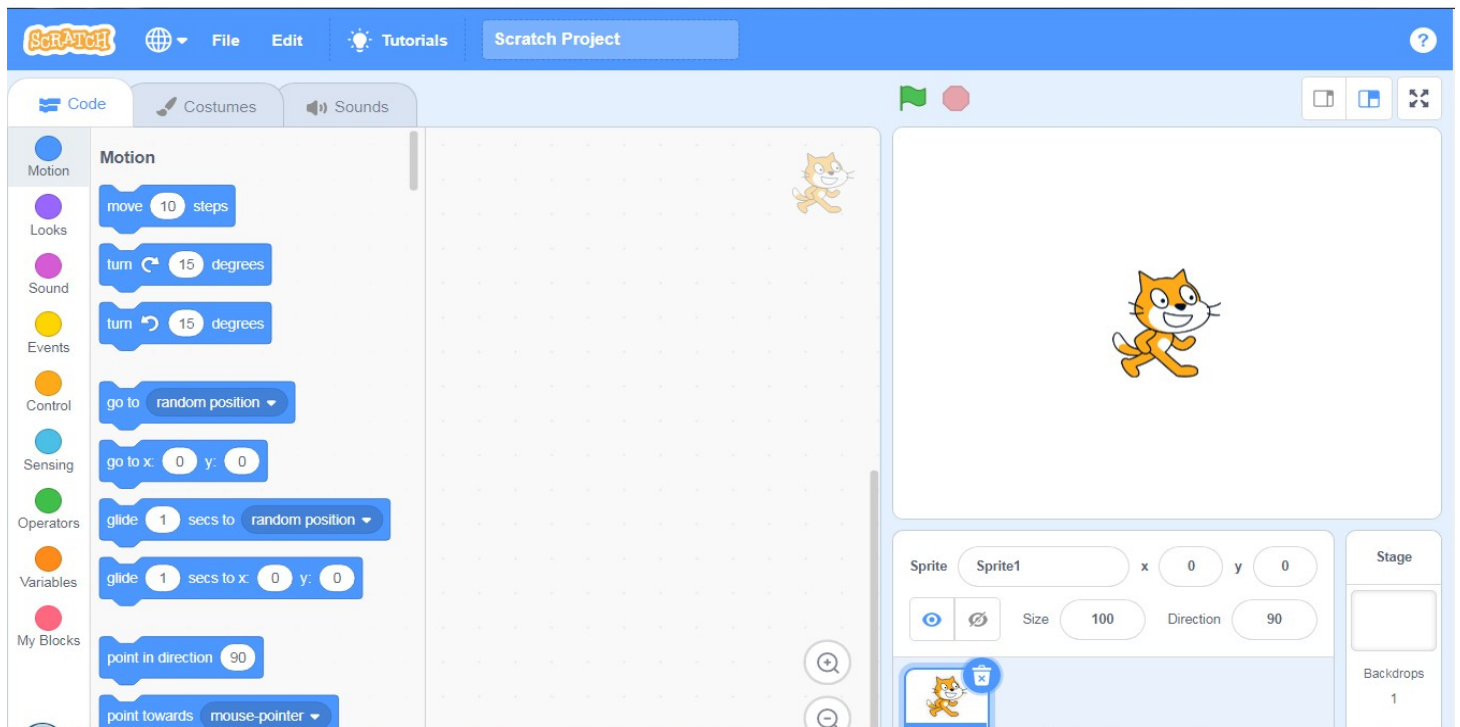 SCRATCH File Edit Tutorials Scratch Project ?
Code Costumes Sounds
Motion
Looks
Sound
Events
Control
Sensing
Operators
Variables
My Blocks
Motion
move 10 steps
turn 15 degrees
turn 15 degrees
go to random position
go to x: 0 y: 0
glide 1 secs to random position
glide 1 secs to x: 0 y: 0
point in direction 90
point towards mouse-pointer
Sprite Sprite1 x 0 y 0
Size 100 Direction 90
Stage
Backdrops
1